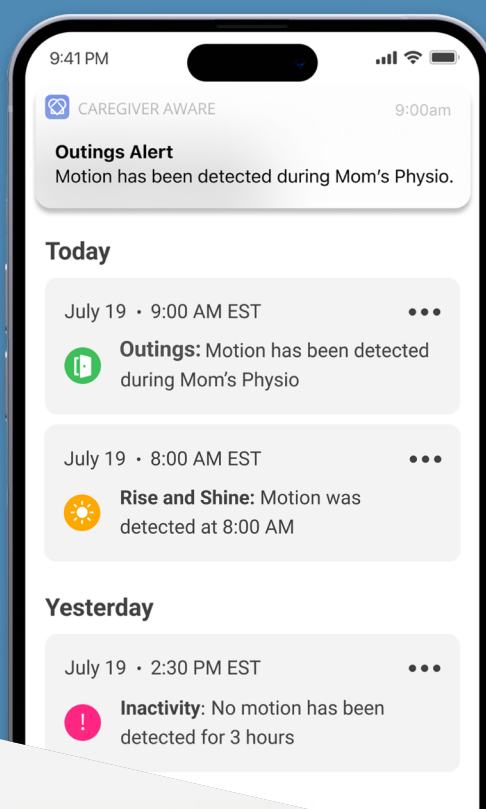 9:41 PM
CAREGIVER AWARE 9:00am
Outings Alert
Motion has been detected during Mom's Physio.
Today
July 19 • 9:00 AM EST
Outings: Motion has been detected
during Mom's Physio
July 19 • 8:00 AM EST
Rise and Shine: Motion was
detected at 8:00 AM
Yesterday
July 19 • 2:30 PM EST
Inactivity: No motion has been
detected for 3 hours